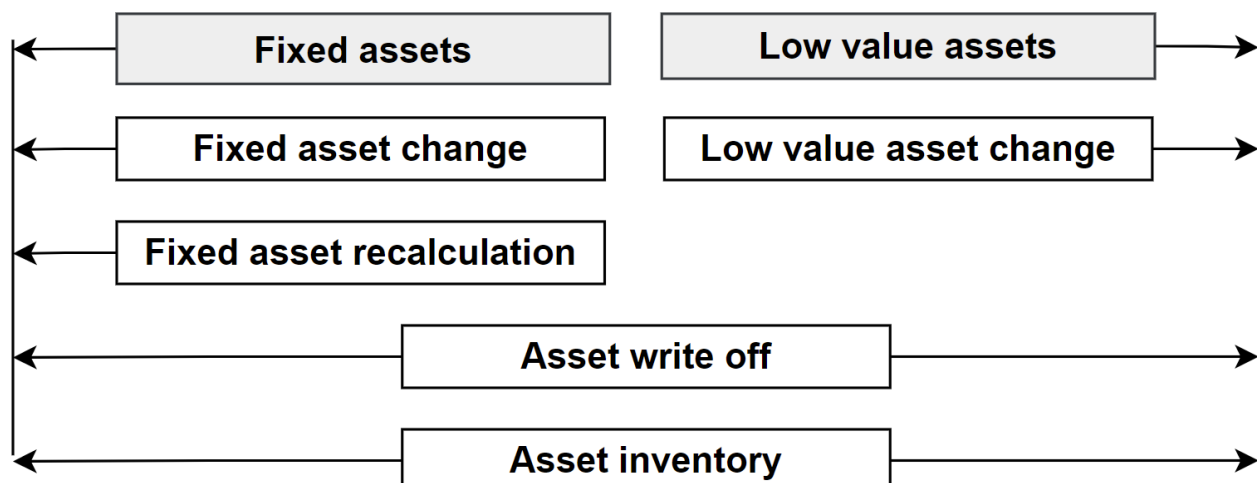 Fixed assets
Low value assets
Fixed asset change
Low value asset change
Fixed asset recalculation
Asset write off
Asset inventory